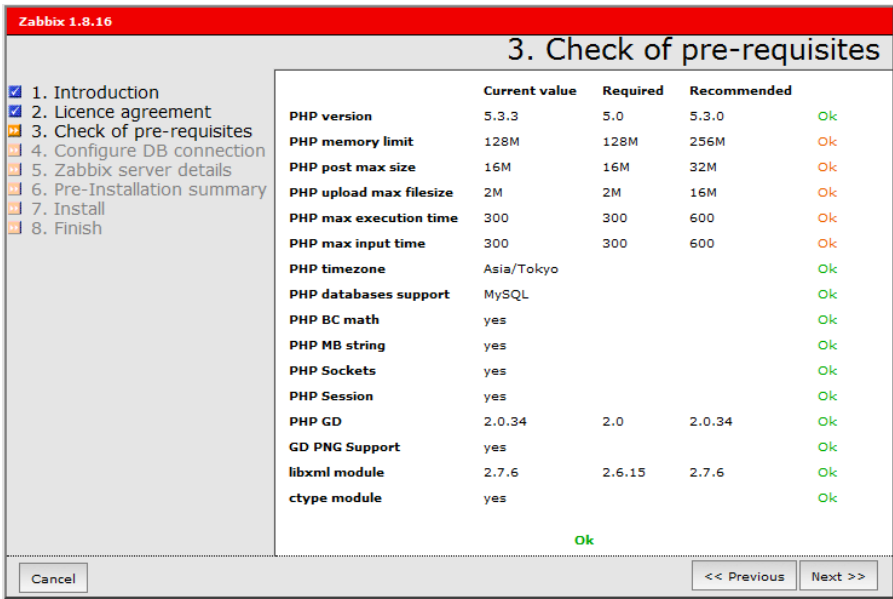 Zabbix 1.8.16
3. Check of pre-requisites
1. Introduction
2. Licence agreement
3. Check of pre-requisites
4. Configure DB connection
5. Zabbix server details
6. Pre-Installation summary
7. Install
8. Finish
Current value Required Recommended
PHP version 5.3.3 5.0 5.3.0 Ok
PHP memory limit 128M 128M 256M Ok
PHP post max size 16M 16M 32M Ok
PHP upload max filesize 2M 2M 16M Ok
PHP max execution time 300 300 600 Ok
PHP max input time 300 300 600 Ok
PHP timezone Asia/Tokyo Ok
PHP databases support MySQL Ok
PHP BC math yes Ok
PHP MB string yes Ok
PHP Sockets yes Ok
PHP Session yes Ok
PHP GD 2.0.34 2.0 2.0.34 Ok
GD PNG Support yes Ok
libxml module 2.7.6 2.6.15 2.7.6 Ok
ctype module yes Ok
Ok
Cancel << Previous Next >>